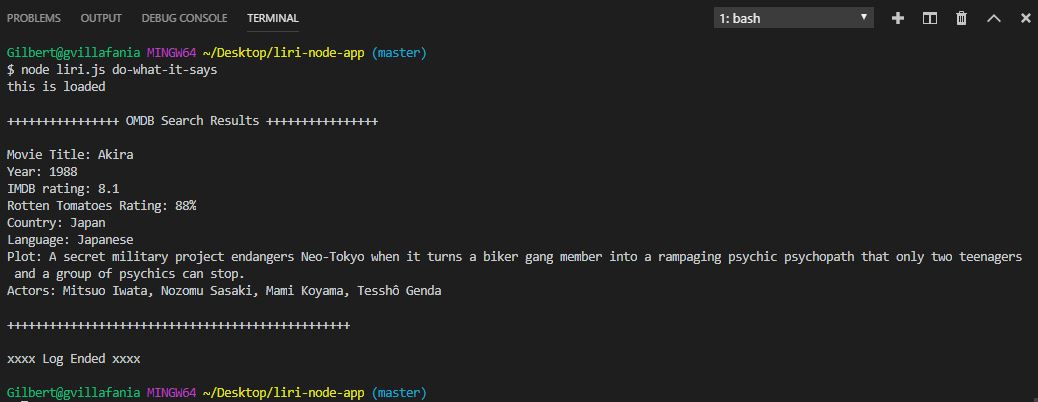 PROBLEMS OUTPUT DEBUG CONSOLE TERMINAL 1: bash
Gilbert@gvillafania MINGW64 ~/Desktop/liri-node-app (master)
$ node liri.js do-what-it-says
this is loaded
++++++++++++++++ OMDB Search Results ++++++++++++++++
Movie Title: Akira
Year: 1988
IMDB rating: 8.1
Rotten Tomatoes Rating: 88%
Country: Japan
Language: Japanese
Plot: A secret military project endangers Neo-Tokyo when it turns a biker gang member into a rampaging psychic psychopath that only two teenagers
and a group of psychics can stop.
Actors: Mitsuo Iwata, Nozomu Sasaki, Mami Koyama, Tesshô Genda
+++++++++++++++++++++++++++++++++++++++++++++++++
xxxx Log Ended xxxx
Gilbert@gvillafania MINGW64 ~/Desktop/liri-node-app (master)